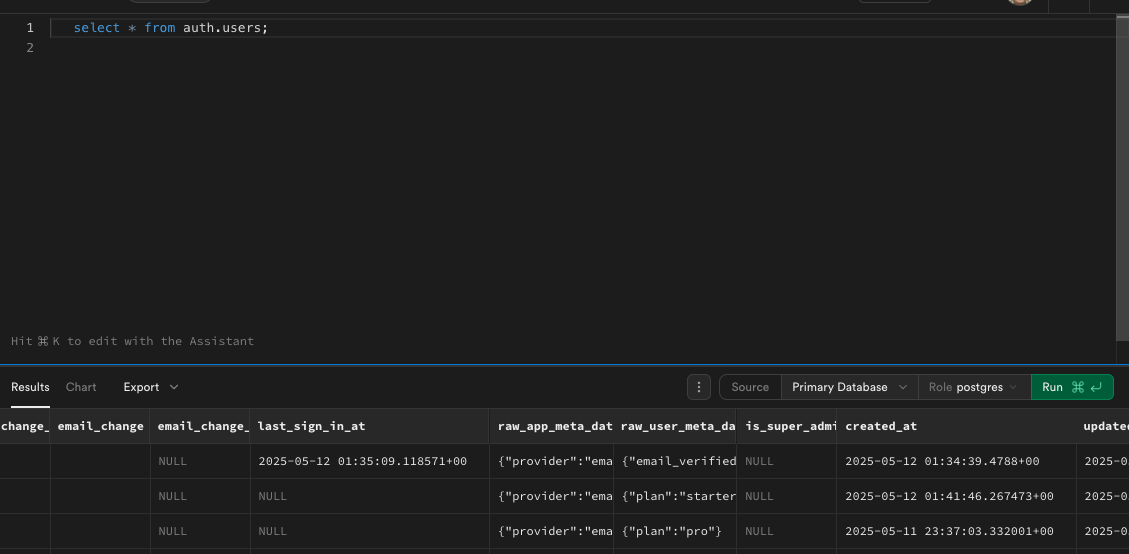 1 select * from auth.users;
2
Hit ⌘ K to edit with the Assistant
Results Chart Export Source Primary Database Role postgres Run ⌘ ↵
change_ email_change email_change_ last_sign_in_at raw_app_meta_dat raw_user_meta_da is_super_admi created_at updated
NULL 2025-05-12 01:35:09.118571+00 {"provider":"ema {"email_verified NULL 2025-05-12 01:34:39.4788+00 2025-0
NULL NULL {"provider":"ema {"plan":"starter NULL 2025-05-12 01:41:46.267473+00 2025-0
NULL NULL {"provider":"ema {"plan":"pro"} NULL 2025-05-11 23:37:03.332001+00 2025-0